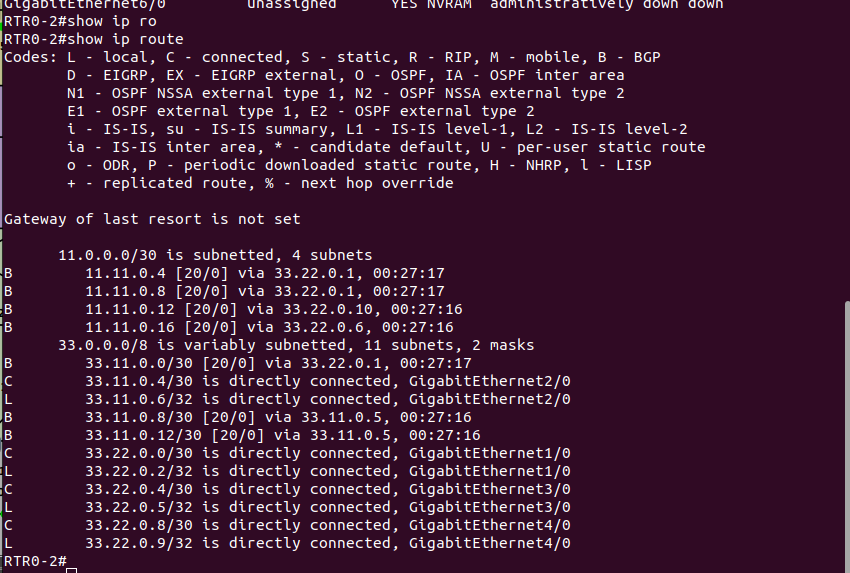 GigabitEthernet6/0         unassigned      YES NVRAM  administratively down down
RTR0-2#show ip ro
RTR0-2#show ip route
Codes: L - local, C - connected, S - static, R - RIP, M - mobile, B - BGP
       D - EIGRP, EX - EIGRP external, O - OSPF, IA - OSPF inter area
       N1 - OSPF NSSA external type 1, N2 - OSPF NSSA external type 2
       E1 - OSPF external type 1, E2 - OSPF external type 2
       i - IS-IS, su - IS-IS summary, L1 - IS-IS level-1, L2 - IS-IS level-2
       ia - IS-IS inter area, * - candidate default, U - per-user static route
       o - ODR, P - periodic downloaded static route, H - NHRP, l - LISP
       + - replicated route, % - next hop override
Gateway of last resort is not set
      11.0.0.0/30 is subnetted, 4 subnets
B        11.11.0.4 [20/0] via 33.22.0.1, 00:27:17
B        11.11.0.8 [20/0] via 33.22.0.1, 00:27:17
B        11.11.0.12 [20/0] via 33.22.0.10, 00:27:16
B        11.11.0.16 [20/0] via 33.22.0.6, 00:27:16
      33.0.0.0/8 is variably subnetted, 11 subnets, 2 masks
B        33.11.0.0/30 [20/0] via 33.22.0.1, 00:27:17
C        33.11.0.4/30 is directly connected, GigabitEthernet2/0
L        33.11.0.6/32 is directly connected, GigabitEthernet2/0
B        33.11.0.8/30 [20/0] via 33.11.0.5, 00:27:16
B        33.11.0.12/30 [20/0] via 33.11.0.5, 00:27:16
C        33.22.0.0/30 is directly connected, GigabitEthernet1/0
L        33.22.0.2/32 is directly connected, GigabitEthernet1/0
C        33.22.0.4/30 is directly connected, GigabitEthernet3/0
L        33.22.0.5/32 is directly connected, GigabitEthernet3/0
C        33.22.0.8/30 is directly connected, GigabitEthernet4/0
L        33.22.0.9/32 is directly connected, GigabitEthernet4/0
RTR0-2#